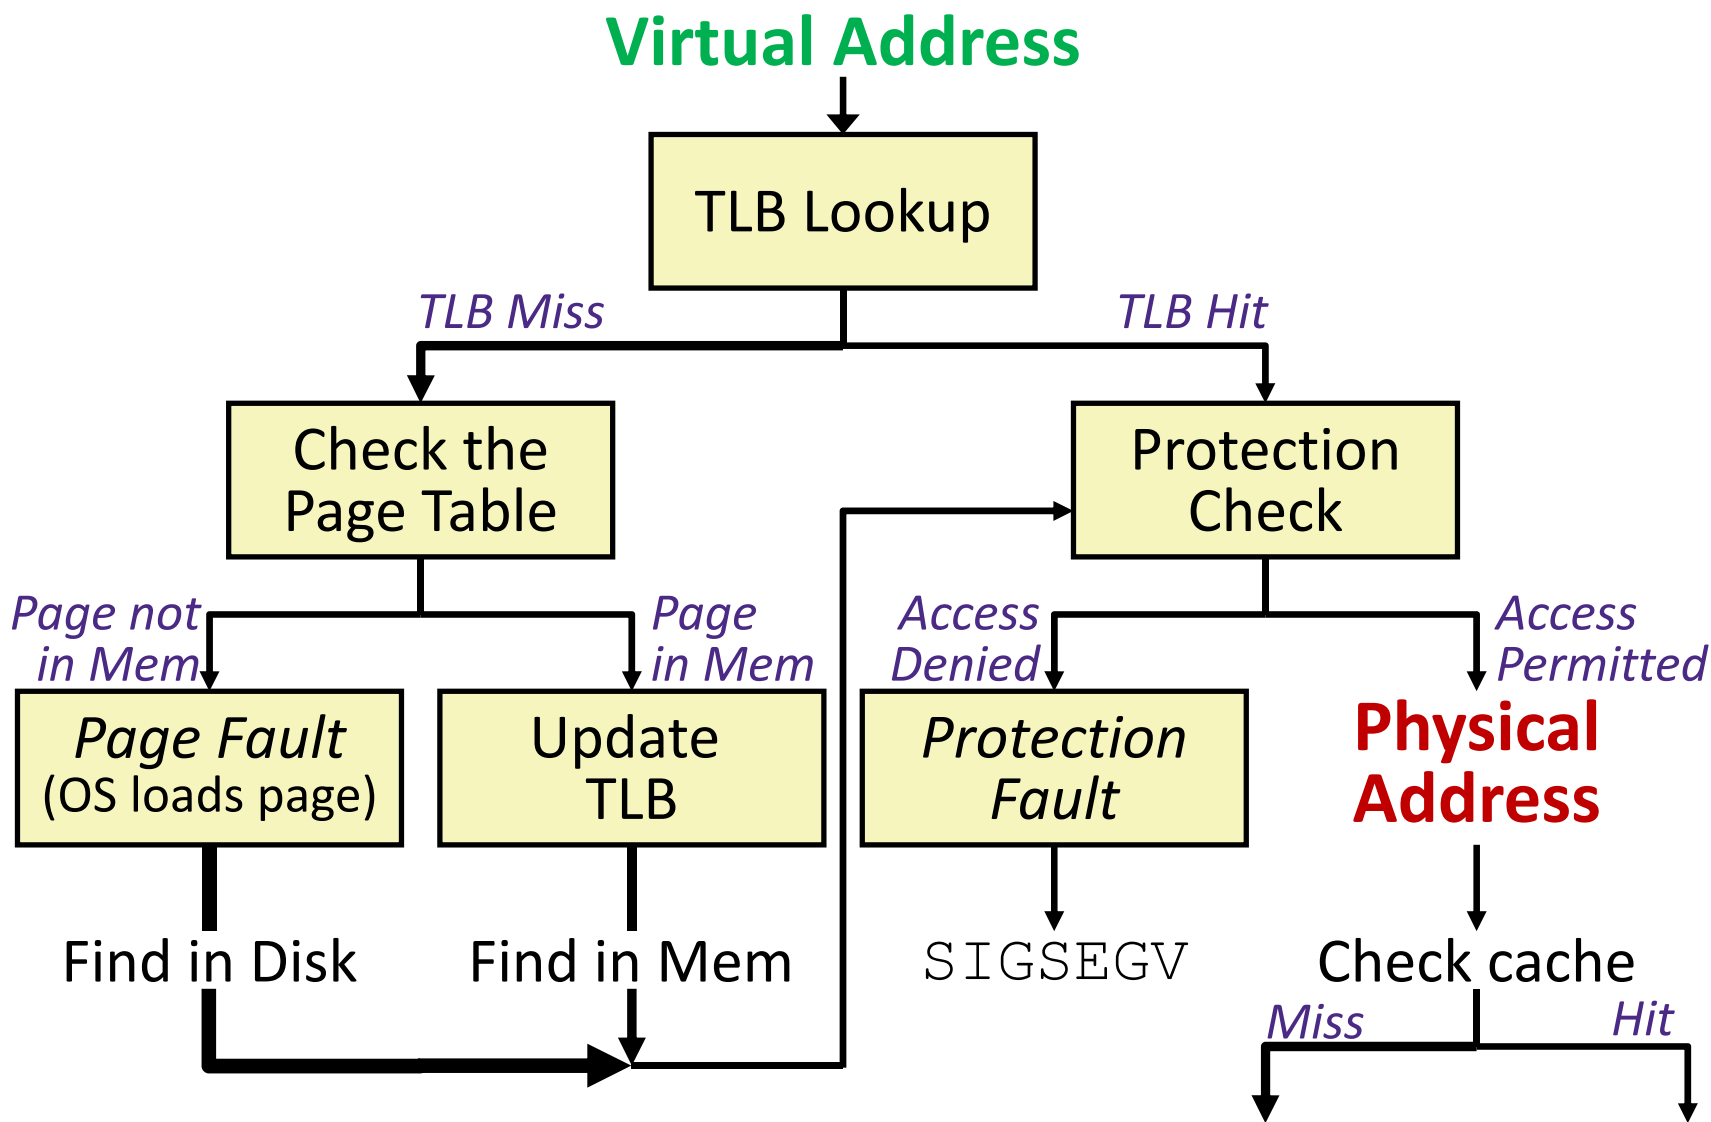 Virtual Address
TLB Lookup
TLB Miss
TLB Hit
Check the
Page Table
Protection
Check
Page not
in Mem
Page
in Mem
Access
Denied
Access
Permitted
Page Fault
(OS loads page)
Update
TLB
Protection
Fault
Physical
Address
Find in Disk
Find in Mem
SIGSEGV
Check cache
Miss
Hit